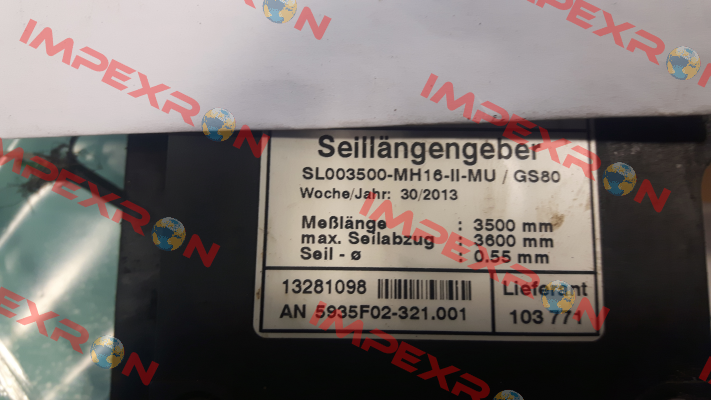 IMPEXRON
Seillängengeber
SL003500-MH16-II-MU / GS80
Woche/Jahr: 30/2013
Meßlänge : 3500 mm
max. Seilabzug : 3600 mm
Seil - ø : 0.55 mm
13281098
Lieferant
AN 5935F02-321.001
103 771